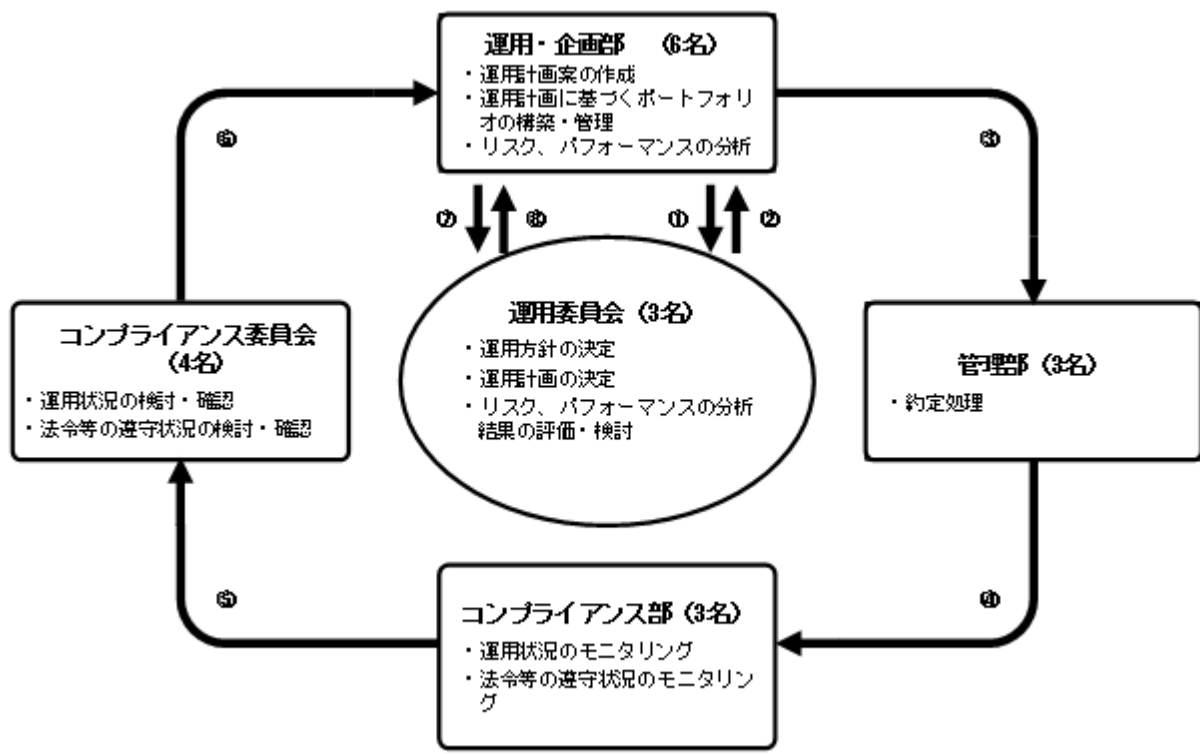 運用・企画部 (6名)
・運用計画案の作成
・運用計画に基づくポートフォリ
オの構築・管理
・リスク、パフォーマンスの分析
⑥
③
⑦
⑧
①
②
運用委員会 (3名)
・運用方針の決定
・運用計画の決定
・リスク、パフォーマンスの分析
結果の評価・検討
コンプライアンス委員会
(4名)
・運用状況の検討・確認
・法令等の遵守状況の検討・確認
管理部 (3名)
・約定処理
⑤
④
コンプライアンス部 (3名)
・運用状況のモニタリング
・法令等の遵守状況のモニタリン
グ